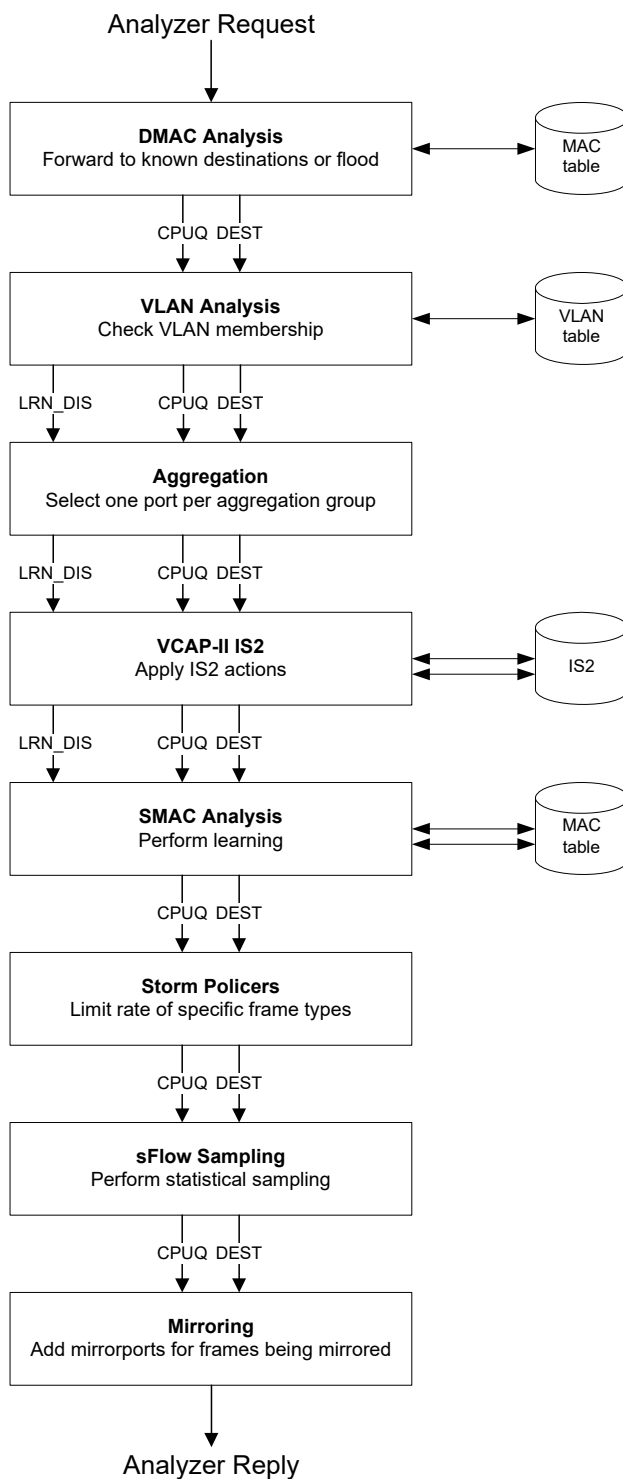 Analyzer Request
DMAC Analysis
Forward to known destinations or flood
MAC
table
CPUQ DEST
VLAN Analysis
Check VLAN membership
VLAN
table
LRN_DIS CPUQ DEST
Aggregation
Select one port per aggregation group
LRN_DIS CPUQ DEST
VCAP-II IS2
Apply IS2 actions
IS2
LRN_DIS CPUQ DEST
SMAC Analysis
Perform learning
MAC
table
CPUQ DEST
Storm Policers
Limit rate of specific frame types
CPUQ DEST
sFlow Sampling
Perform statistical sampling
CPUQ DEST
Mirroring
Add mirrorports for frames being mirrored
Analyzer Reply